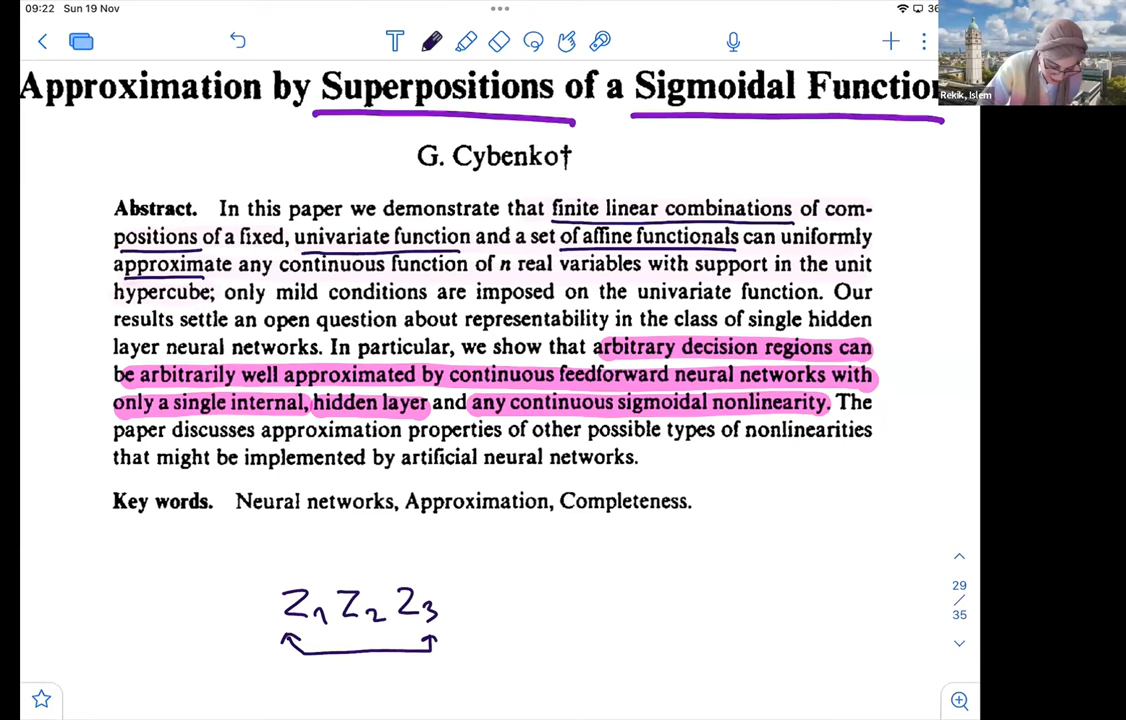 09:22 Sun 19 Nov
Approximation by Superpositions of a Sigmoidal Functio
Rekik, Islem
G. Cybenko†
Abstract. In this paper we demonstrate that finite linear combinations of com-
positions of a fixed, univariate function and a set of affine functionals can uniformly
approximate any continuous function of n real variables with support in the unit
hypercube; only mild conditions are imposed on the univariate function. Our
results settle an open question about representability in the class of single hidden
layer neural networks. In particular, we show that arbitrary decision regions can
be arbitrarily well approximated by continuous feedforward neural networks with
only a single internal, hidden layer and any continuous sigmoidal nonlinearity. The
paper discusses approximation properties of other possible types of nonlinearities
that might be implemented by artificial neural networks.
Key words. Neural networks, Approximation, Completeness.
29
/
35
Z1 Z2 Z3